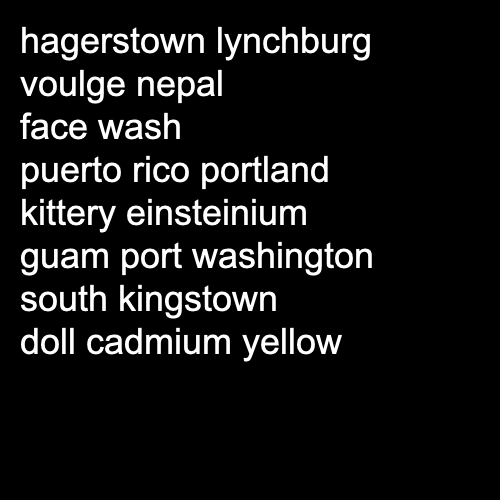 hagerstown lynchburg
voulge nepal
face wash
puerto rico portland
kittery einsteinium
guam port washington
south kingstown
doll cadmium yellow